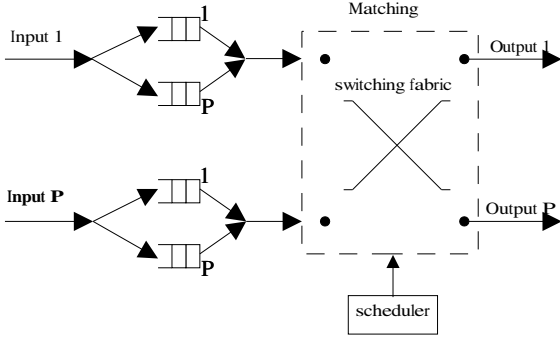 Matching
Input 1
1
P
Output 1
switching fabric
Input P
1
P
Output P
scheduler